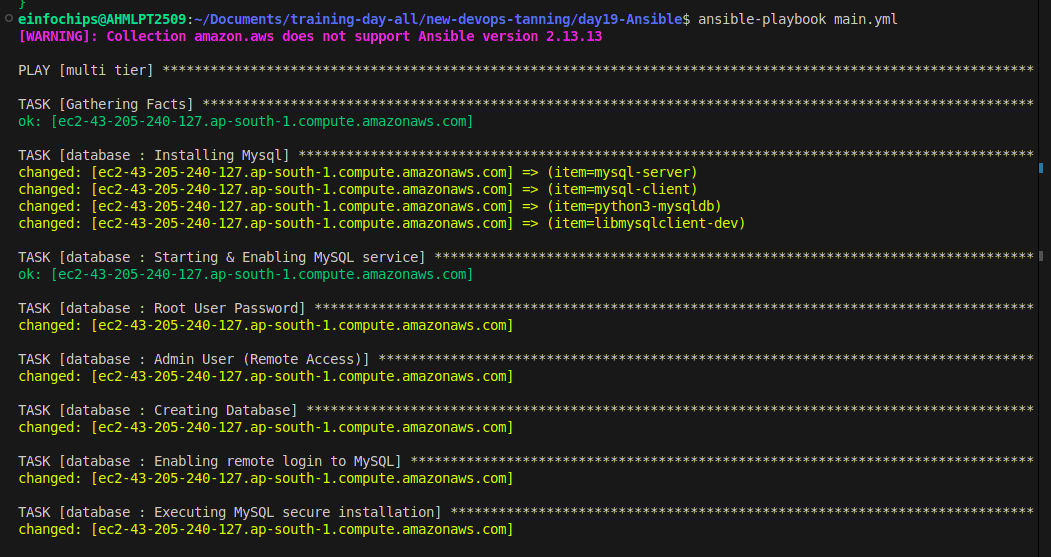 }
einfochips@AHMLPT2509:~/Documents/training-day-all/new-devops-tanning/day19-Ansible$ ansible-playbook main.yml
[WARNING]: Collection amazon.aws does not support Ansible version 2.13.13
PLAY [multi tier] *************************************************************************************************************
TASK [Gathering Facts] ********************************************************************************************************
ok: [ec2-43-205-240-127.ap-south-1.compute.amazonaws.com]
TASK [database : Installing Mysql] ********************************************************************************************
changed: [ec2-43-205-240-127.ap-south-1.compute.amazonaws.com] => (item=mysql-server)
changed: [ec2-43-205-240-127.ap-south-1.compute.amazonaws.com] => (item=mysql-client)
changed: [ec2-43-205-240-127.ap-south-1.compute.amazonaws.com] => (item=python3-mysqldb)
changed: [ec2-43-205-240-127.ap-south-1.compute.amazonaws.com] => (item=libmysqlclient-dev)
TASK [database : Starting & Enabling MySQL service] ***************************************************************************
ok: [ec2-43-205-240-127.ap-south-1.compute.amazonaws.com]
TASK [database : Root User Password] ******************************************************************************************
changed: [ec2-43-205-240-127.ap-south-1.compute.amazonaws.com]
TASK [database : Admin User (Remote Access)] **********************************************************************************
changed: [ec2-43-205-240-127.ap-south-1.compute.amazonaws.com]
TASK [database : Creating Database] *******************************************************************************************
changed: [ec2-43-205-240-127.ap-south-1.compute.amazonaws.com]
TASK [database : Enabling remote login to MySQL] ******************************************************************************
changed: [ec2-43-205-240-127.ap-south-1.compute.amazonaws.com]
TASK [database : Executing MySQL secure installation] *************************************************************************
changed: [ec2-43-205-240-127.ap-south-1.compute.amazonaws.com]